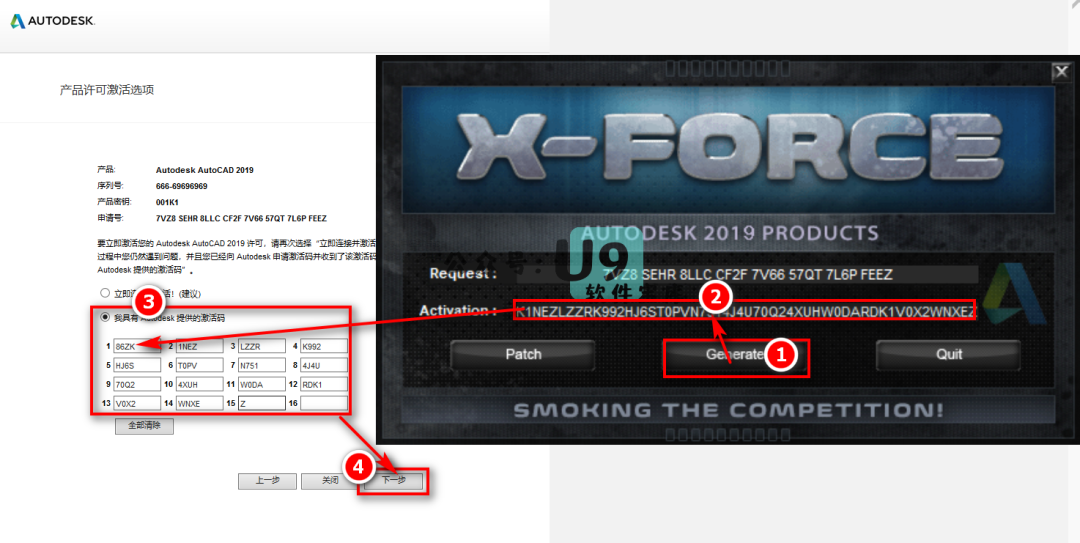 AUTODESK.
产品许可激活选项
产品: Autodesk AutoCAD 2019
序列号: 666-69696969
产品密钥: 001K1
申请号: 7VZ8 SEHR 8LLC CF2F 7V66 57QT 7L6P FEEZ
要立即激活您的 Autodesk AutoCAD 2019 许可，请再次选择“立即连接并激活
过程中您仍然遇到问题，并且您已经向 Autodesk 申请激活码并收到了该激活码
Autodesk 提供的激活码”。
立即 (建议)
3
我具有 Autodesk 提供的激活码
1 86ZK 2 1NEZ 3 LZZR 4 K992
5 HJ6S 6 T0PV 7 N751 8 4J4U
9 70Q2 10 4XUH 11 W0DA 12 RDK1
13 V0X2 14 WNXE 15 Z 16
全部清除
4
上一步 关闭 下一步
X
X-FORCE
AUTODESK 2019 PRODUCTS
公众号: U9
软件
Request : 7VZ8 SEHR 8LLC CF2F 7V66 57QT 7L6P FEEZ
2
Activation :
Patch Generate 1 Quit
SMOKING THE COMPETITION!